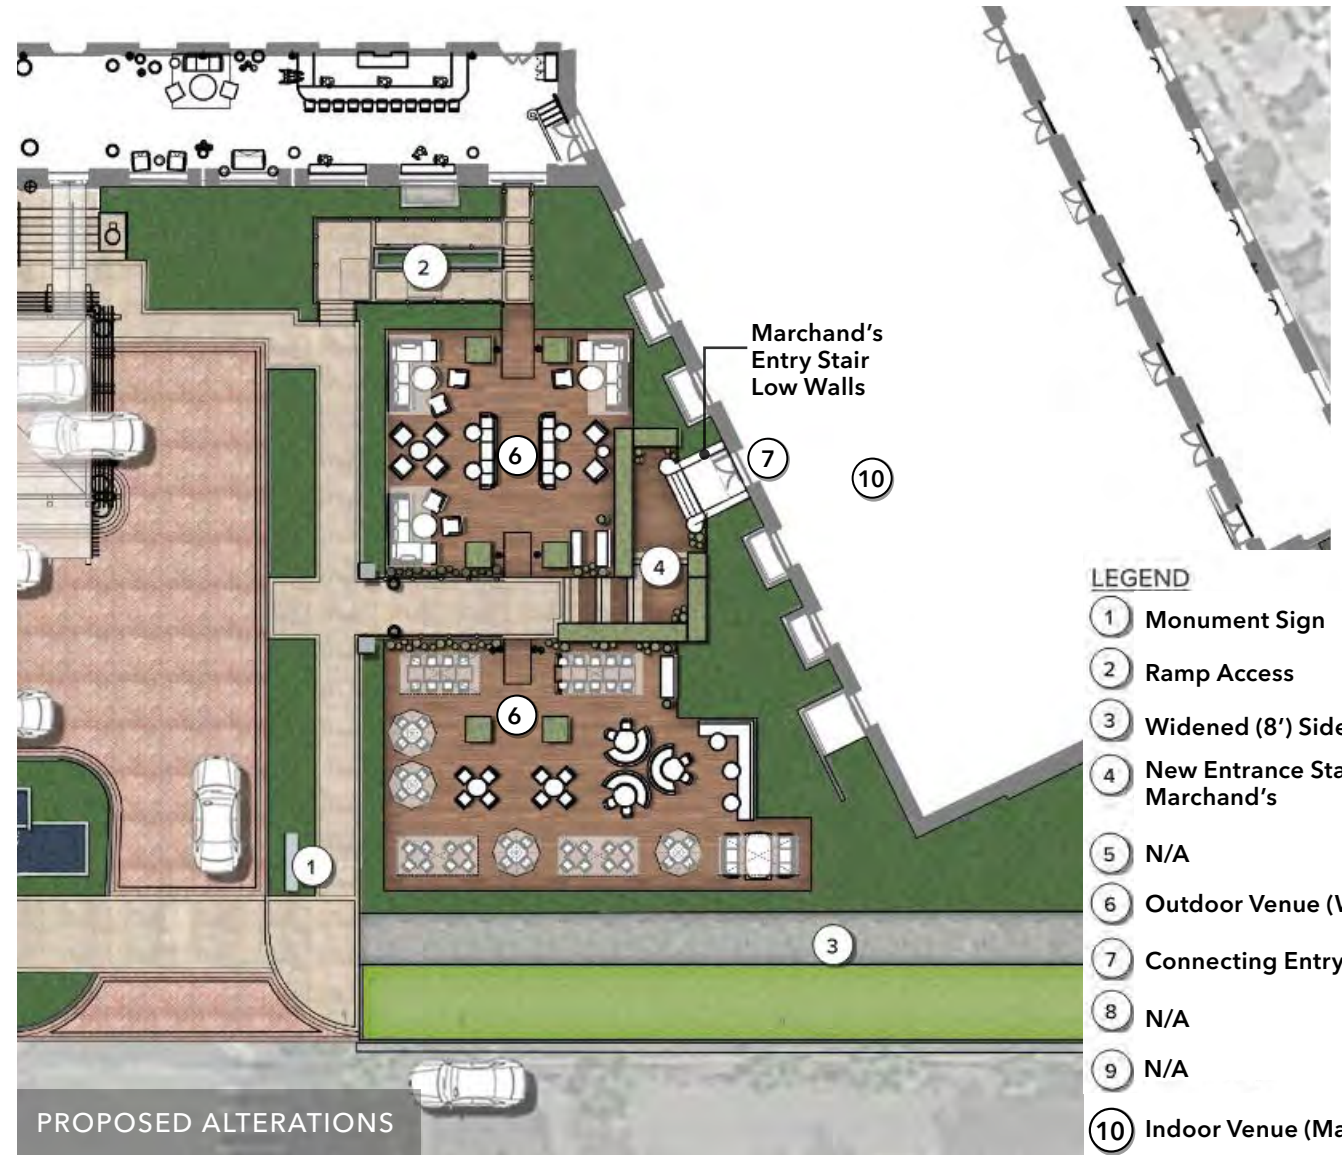 2
Marchand's
Entry Stair
Low Walls
6
7
10
4
6
1
3
LEGEND
1 Monument Sign
2 Ramp Access
3 Widened (8') Side
4 New Entrance Sta
Marchand's
5 N/A
6 Outdoor Venue (
7 Connecting Entry
8 N/A
9 N/A
10 Indoor Venue (Ma
PROPOSED ALTERATIONS